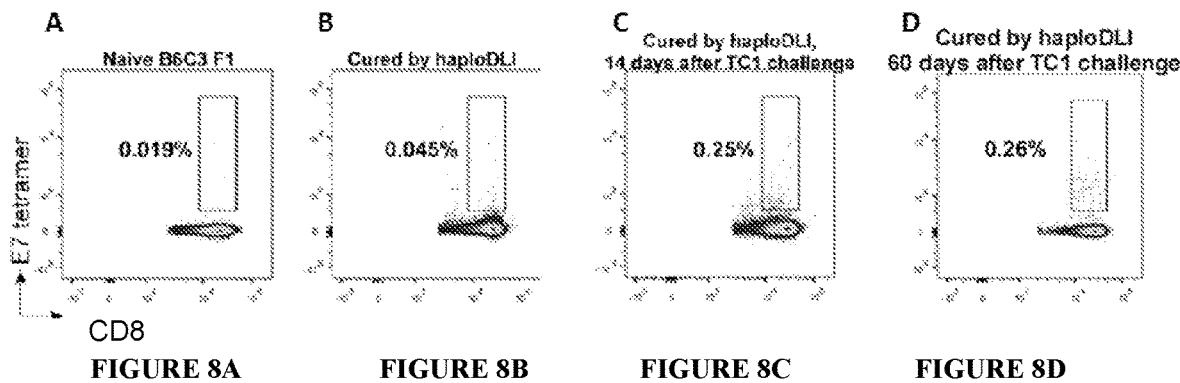 A
Naive B6C3 F1
0.019%
E7 tetramer
CD8
FIGURE 8A
B
Cured by haploDLI
0.045%
FIGURE 8B
C
Cured by haploDLI,
14 days after TC1 challenge
0.25%
FIGURE 8C
D
Cured by haploDLI
60 days after TC1 challenge
0.26%
FIGURE 8D